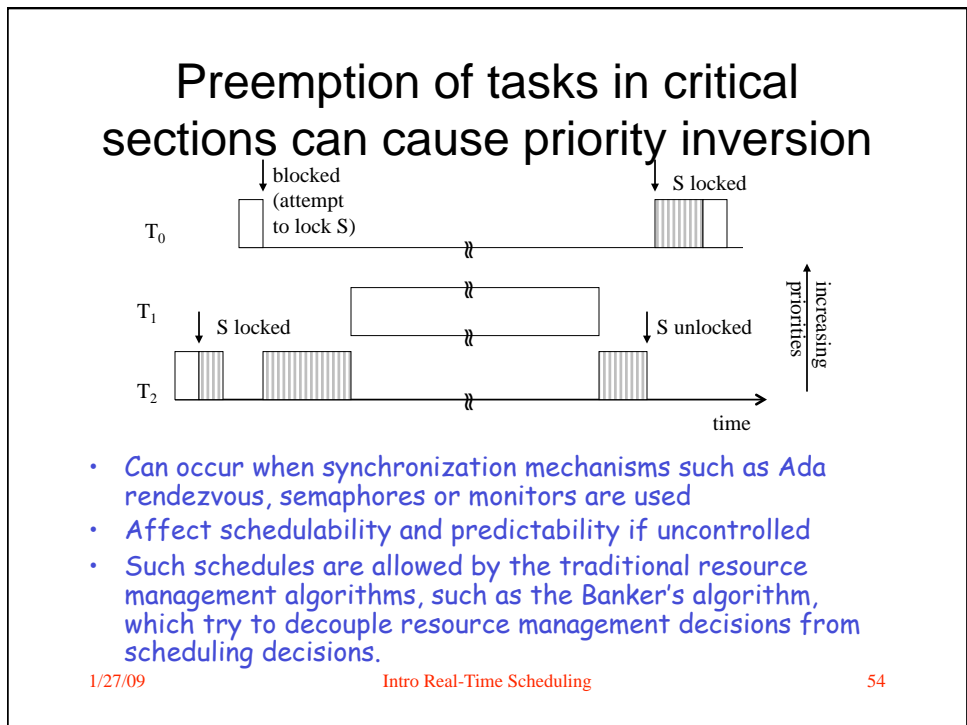 Preemption of tasks in critical
sections can cause priority inversion
blocked
(attempt
to lock S)
S locked
T0
T1
S locked
S unlocked
increasing
priorities
T2
time
• Can occur when synchronization mechanisms such as Ada
rendezvous, semaphores or monitors are used
• Affect schedulability and predictability if uncontrolled
• Such schedules are allowed by the traditional resource
management algorithms, such as the Banker's algorithm,
which try to decouple resource management decisions from
scheduling decisions.
1/27/09
Intro Real-Time Scheduling
54